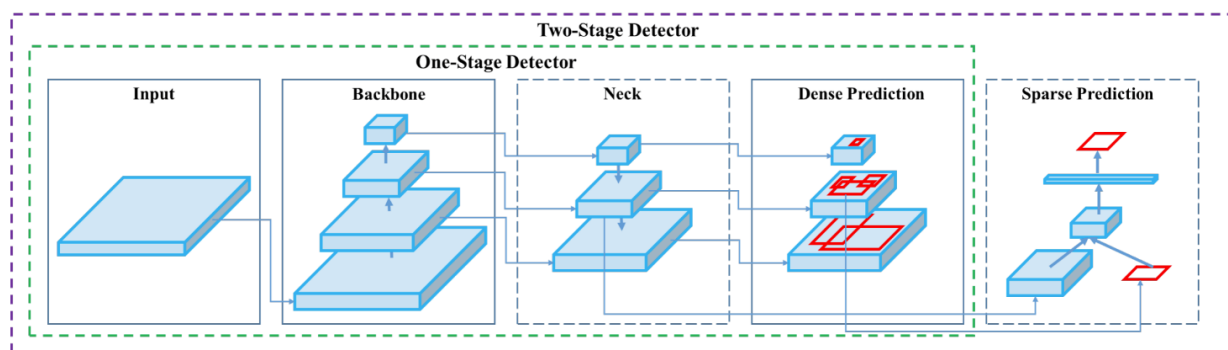 Two-Stage Detector
One-Stage Detector
Input
Backbone
Neck
Dense Prediction
Sparse Prediction